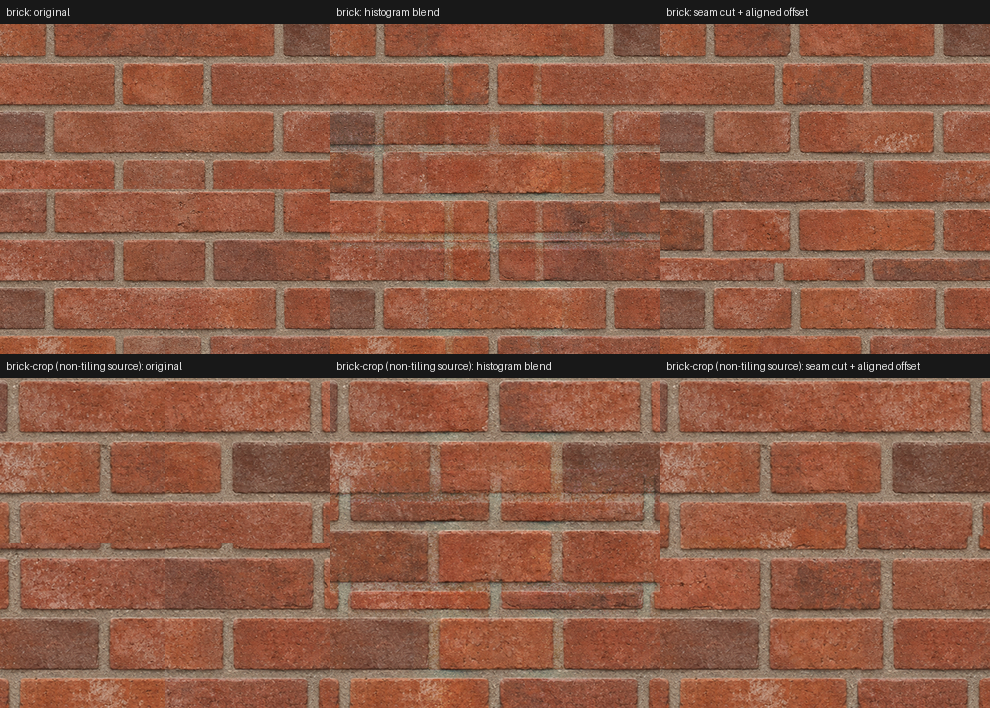 brick: original
brick: histogram blend
brick: seam cut + aligned offset
brick-crop (non-tiling source): original
brick-crop (non-tiling source): histogram blend
brick-crop (non-tiling source): seam cut + aligned offset